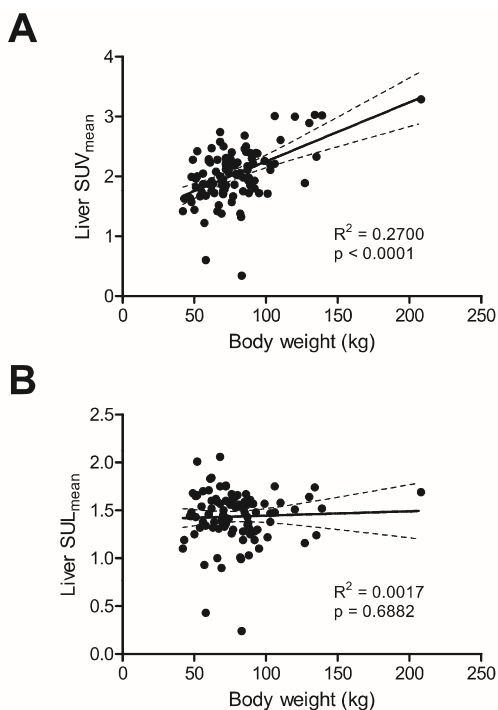 A
4
3
2
1
0
Liver SUVmean
R² = 0.2700
p < 0.0001
0 50 100 150 200 250
Body weight (kg)
B
2.5
2.0
1.5
1.0
0.5
0.0
Liver SULmean
R² = 0.0017
p = 0.6882
0 50 100 150 200 250
Body weight (kg)